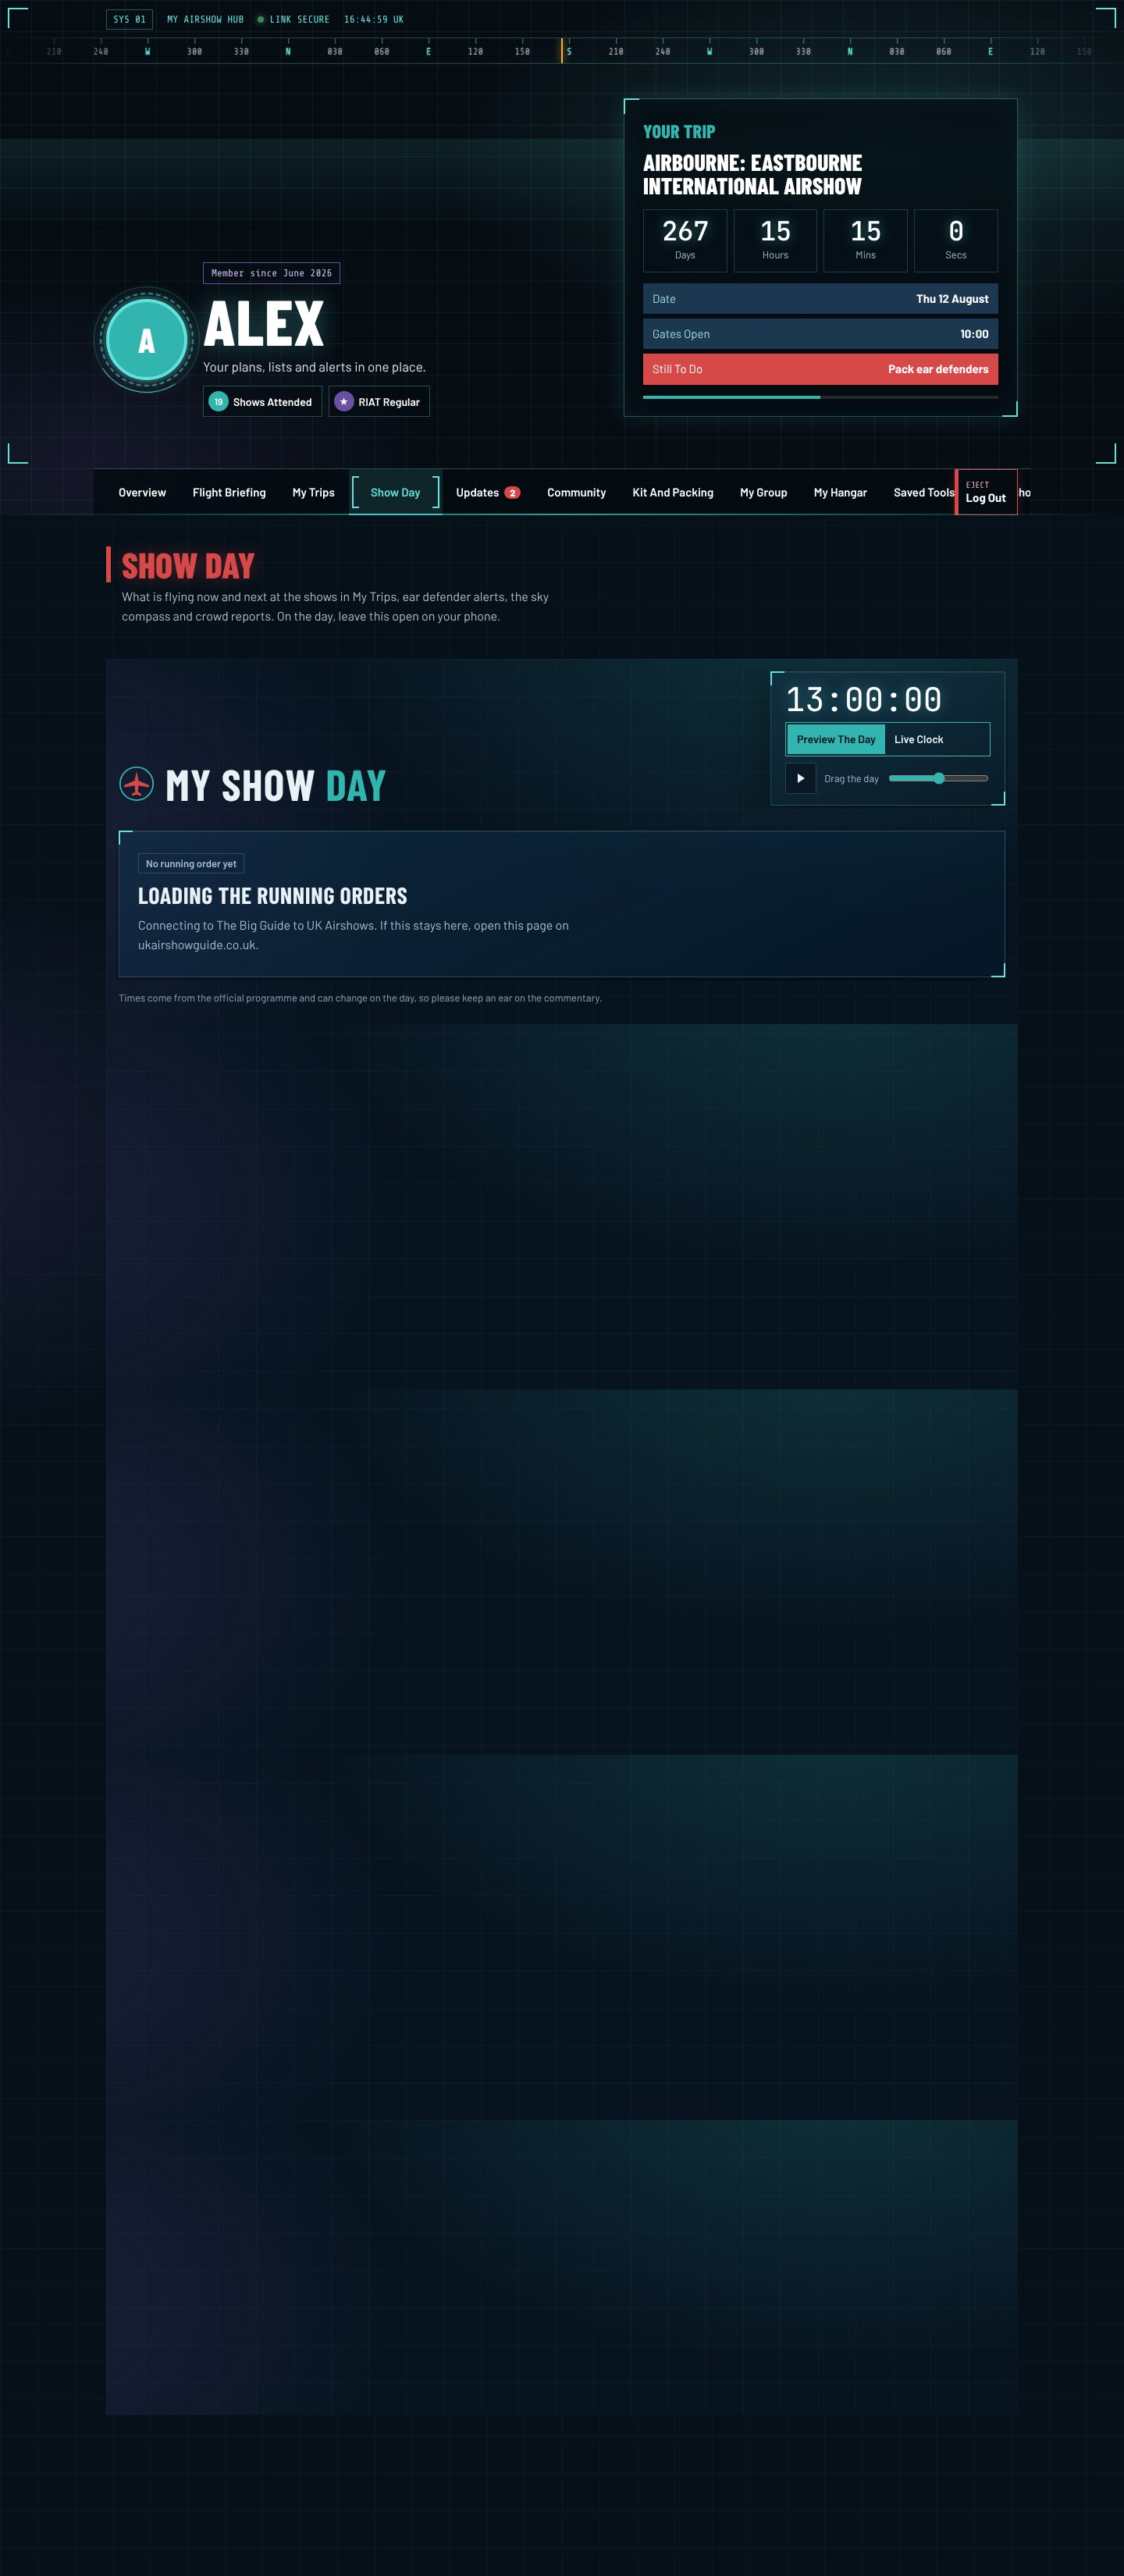 SYS 01 MY AIRSHOW HUB LINK SECURE 16:44:59 UK
210 240 W 300 330 N 030 060 E 120 150 S 210 240 W 300 330 N 030 060 E 120 150
YOUR TRIP
AIRBOURNE: EASTBOURNE
INTERNATIONAL AIRSHOW
267 15 15 0
Days Hours Mins Secs
Date Thu 12 August
Gates Open 10:00
Still To Do Pack ear defenders
Member since June 2026
A
ALEX
Your plans, lists and alerts in one place.
19 Shows Attended ★ RIAT Regular
Overview Flight Briefing My Trips Show Day Updates 2 Community Kit And Packing My Group My Hangar Saved Tools
EJECT
Log Out
SHOW DAY
What is flying now and next at the shows in My Trips, ear defender alerts, the sky
compass and crowd reports. On the day, leave this open on your phone.
13:00:00
Preview The Day Live Clock
Drag the day
MY SHOW DAY
No running order yet
LOADING THE RUNNING ORDERS
Connecting to The Big Guide to UK Airshows. If this stays here, open this page on
ukairshowguide.co.uk.
Times come from the official programme and can change on the day, so please keep an ear on the commentary.